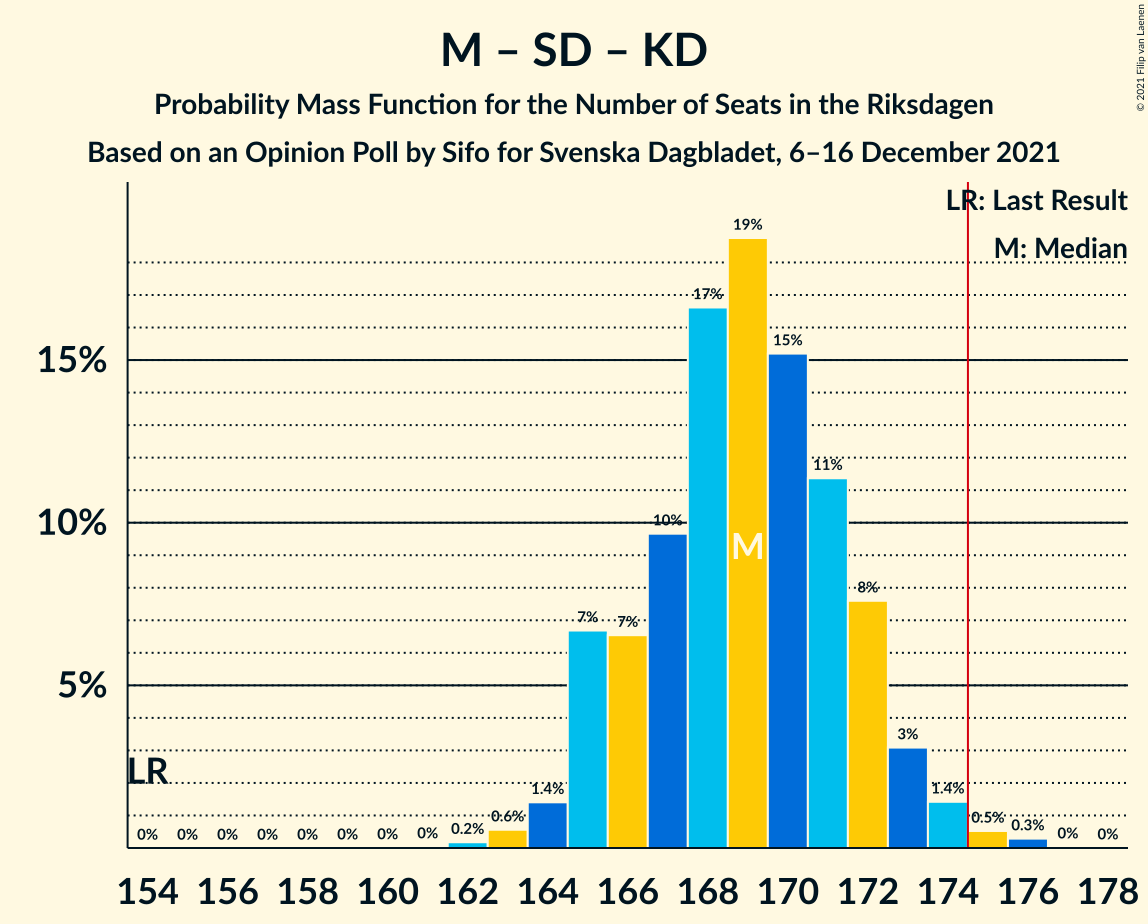 M – SD – KD
Probability Mass Function for the Number of Seats in the Riksdagen
Based on an Opinion Poll by Sifo for Svenska Dagbladet, 6–16 December 2021
© 2021 Filip van Laenen
LR: Last Result
M: Median
15%
10%
5%
LR
M
0% 0% 0% 0% 0% 0% 0% 0% 0.2% 0.6% 1.4% 7% 7% 10% 17% 19% 15% 11% 8% 3% 1.4% 0.5% 0.3% 0% 0%
154 156 158 160 162 164 166 168 170 172 174 176 178